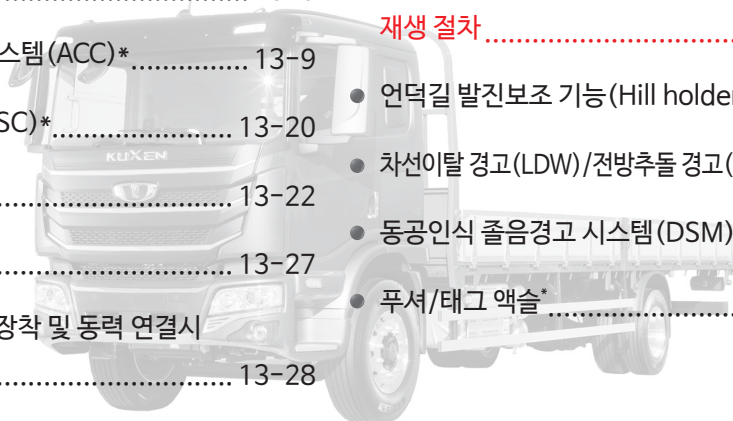 스템(ACC)*............... 13-9
SC)*........................ 13-20
............................... 13-22
............................... 13-27
장착 및 동력 연결시
............................... 13-28
재생 절차
● 언덕길 발진보조 기능(Hill holder
● 차선이탈 경고(LDW)/전방추돌 경고(
● 동공인식 졸음경고 시스템(DSM)
● 푸셔/태그 액슬*
KUXEN